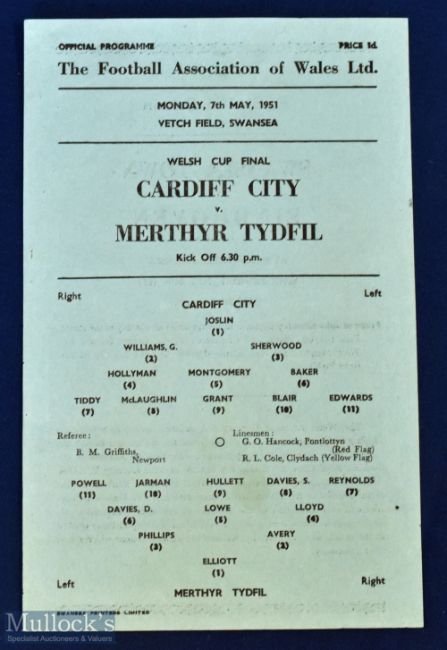 OFFICIAL PROGRAMME PRICE 1d.
The Football Association of Wales Ltd.
MONDAY, 7th MAY, 1951
VETCH FIELD, SWANSEA
WELSH CUP FINAL
CARDIFF CITY
v.
MERTHYR TYDFIL
Kick Off 6.30 p.m.
Right Left
CARDIFF CITY
JOSLIN
(1)
WILLIAMS, G. SHERWOOD
(2) (3)
HOLLYMAN MONTGOMERY BAKER
(4) (5) (6)
TIDDY McLAUGHLIN GRANT BLAIR EDWARDS
(7) (8) (9) (10) (11)
Referee: Linesmen:
B. M. Griffiths, G. O. Hancock, Pontlottyn
Newport (Red Flag)
R. L. Cole, Clydach (Yellow Flag)
POWELL JARMAN HULLETT DAVIES, S. REYNOLDS
(11) (10) (9) (8) (7)
DAVIES, D. LOWE LLOYD
(6) (5) (4)
PHILLIPS AVERY
(3) (2)
ELLIOTT
(1)
Left Right
MERTHYR TYDFIL
SWANSEA PRINTERS LIMITED
Mullock's
Specialist Auctioneers & Valuers